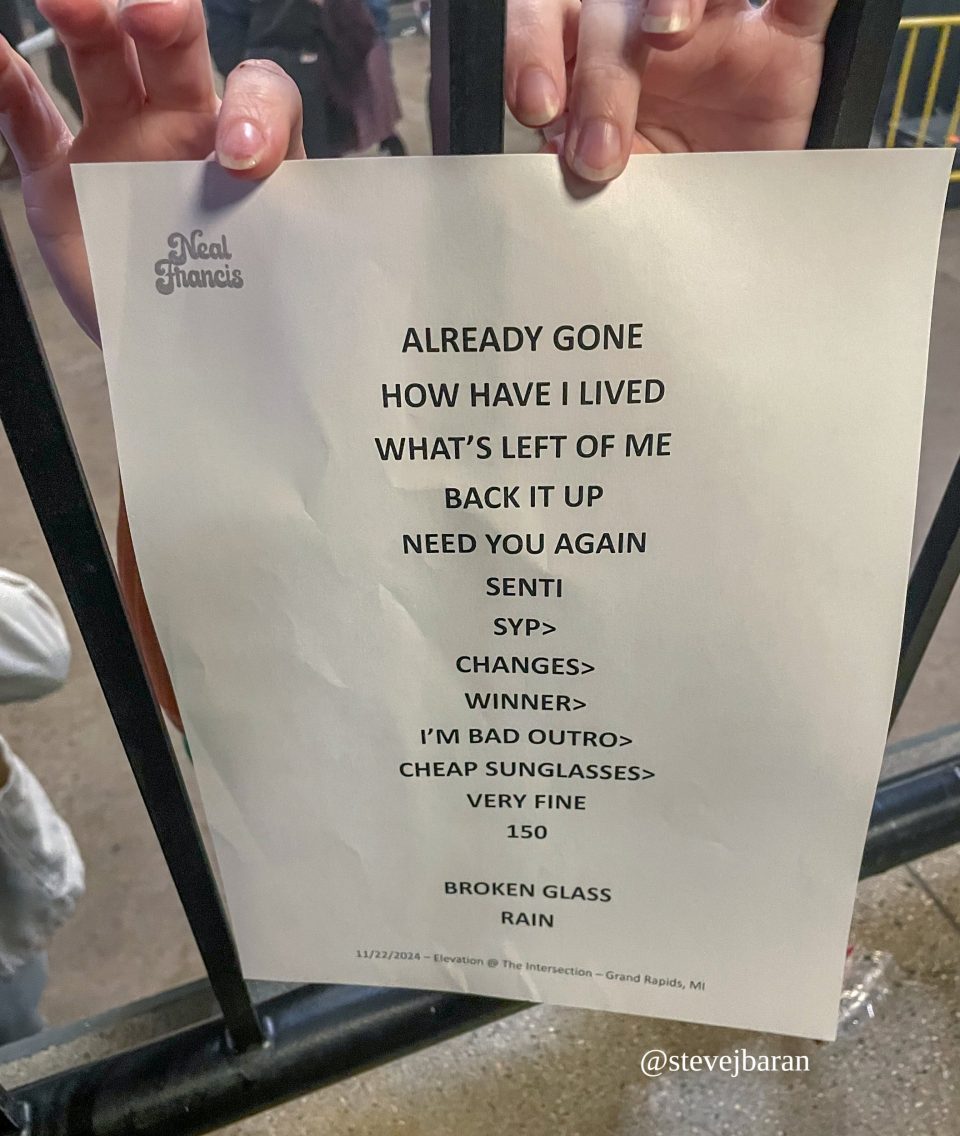 Neal
Francis
ALREADY GONE
HOW HAVE I LIVED
WHAT'S LEFT OF ME
BACK IT UP
NEED YOU AGAIN
SENTI
SYP>
CHANGES>
WINNER>
I'M BAD OUTRO>
CHEAP SUNGLASSES>
VERY FINE
150
BROKEN GLASS
RAIN
11/22/2024 – Elevation @ The Intersection – Grand Rapids, MI
@stevejbaran